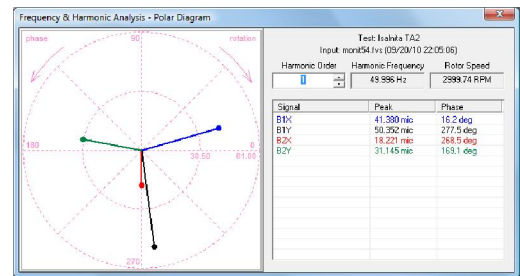 Frequency & Harmonic Analysis - Polar Diagram
phase
90
rotation
180
0
30.50
61.00
270
Test: Isalnita TA2
Input: monit54.lvs (09/20/10 22:05:06)
Harmonic Order Harmonic Frequency Rotor Speed
1 49.996 Hz 2999.74 RPM
Signal Peak Phase
B1X 41.380 mic 16.2 deg
B1Y 50.352 mic 277.5 deg
B2X 18.221 mic 268.5 deg
B2Y 31.145 mic 169.1 deg